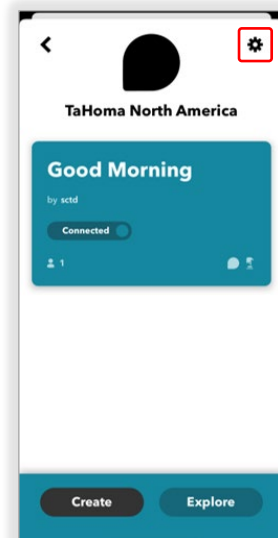 TaHoma North America
Good Morning
by sctd
Connected
1
Create
Explore